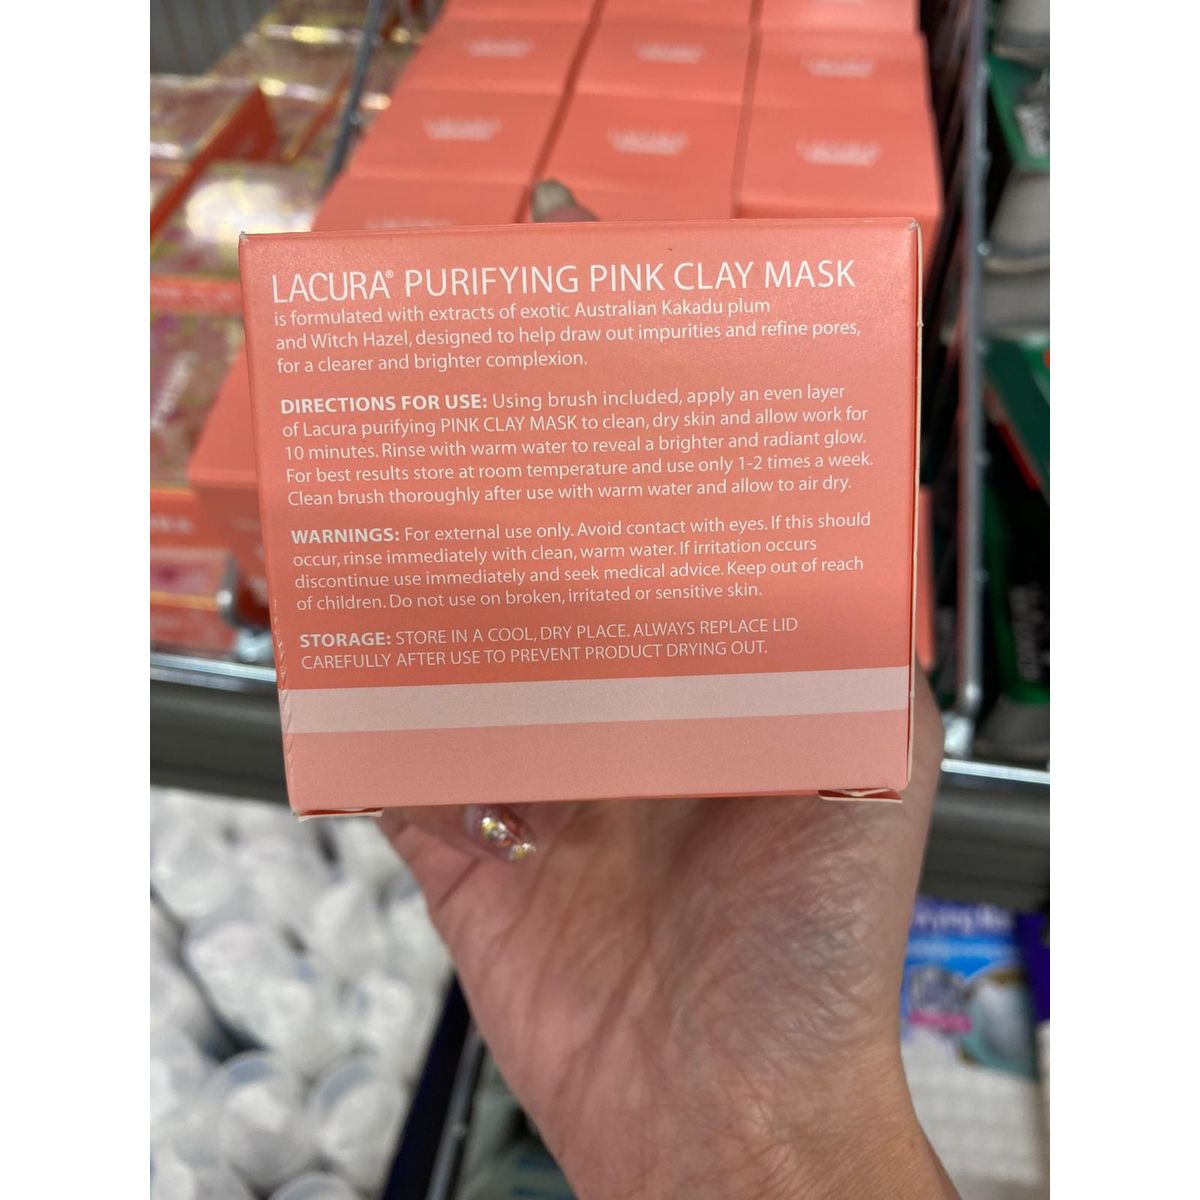 LACURA
LACURA
LACURA
LACURA® PURIFYING PINK CLAY MASK
is formulated with extracts of exotic Australian Kakadu plum
and Witch Hazel, designed to help draw out impurities and refine pores,
for a clearer and brighter complexion.
DIRECTIONS FOR USE: Using brush included, apply an even layer
of Lacura purifying PINK CLAY MASK to clean, dry skin and allow work for
10 minutes. Rinse with warm water to reveal a brighter and radiant glow.
For best results store at room temperature and use only 1-2 times a week.
Clean brush thoroughly after use with warm water and allow to air dry.
WARNINGS: For external use only. Avoid contact with eyes. If this should
occur, rinse immediately with clean, warm water. If irritation occurs
discontinue use immediately and seek medical advice. Keep out of reach
of children. Do not use on broken, irritated or sensitive skin.
STORAGE: STORE IN A COOL, DRY PLACE. ALWAYS REPLACE LID
CAREFULLY AFTER USE TO PREVENT PRODUCT DRYING OUT.